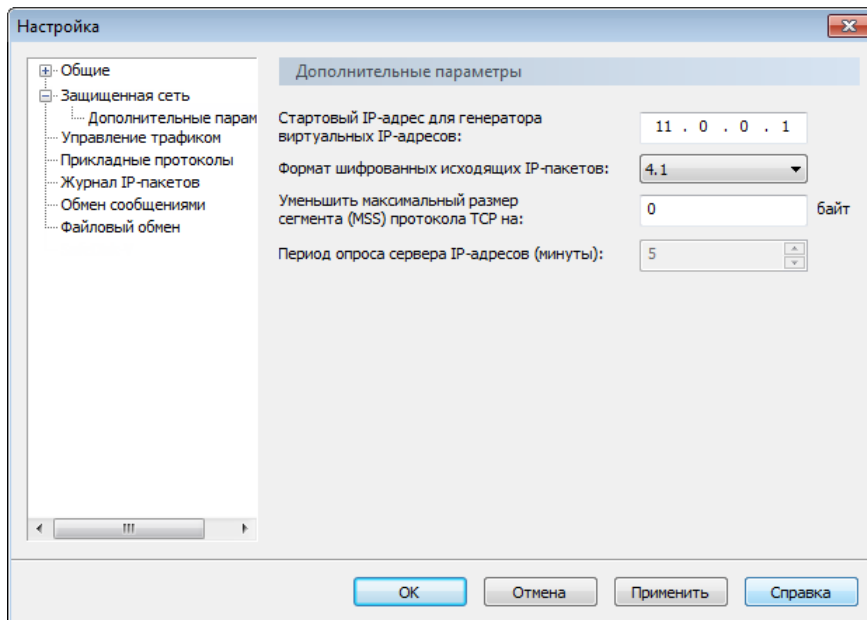 Настройка
Общие
Защищенная сеть
Дополнительные парам
Управление трафиком
Прикладные протоколы
Журнал IP-пакетов
Обмен сообщениями
Файловый обмен
Дополнительные параметры
Стартовый IP-адрес для генератора
виртуальных IP-адресов:
11 . 0 . 0 . 1
Формат шифрованных исходящих IP-пакетов:
4.1
Уменьшить максимальный размер
сегмента (MSS) протокола TCP на:
0
байт
Период опроса сервера IP-адресов (минуты):
5
OK
Отмена
Применить
Справка